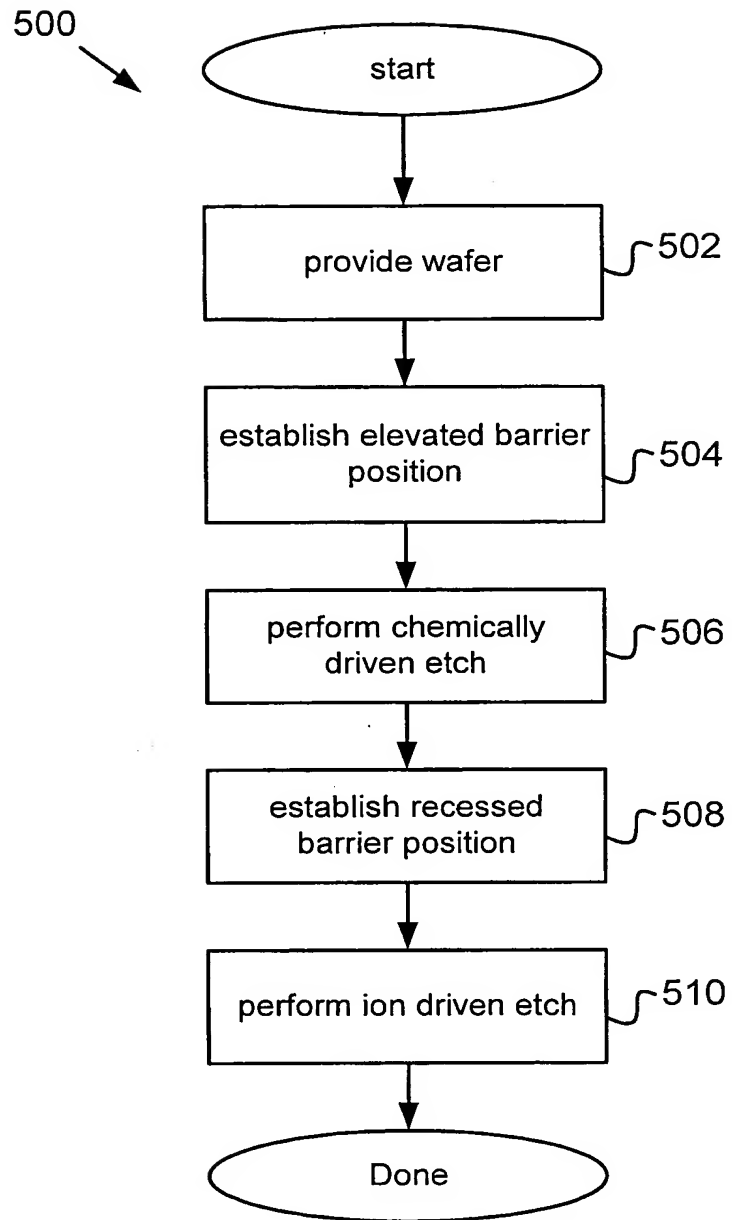 500
start
provide wafer
502
establish elevated barrier
position
504
perform chemically
driven etch
506
establish recessed
barrier position
508
perform ion driven etch
510
Done